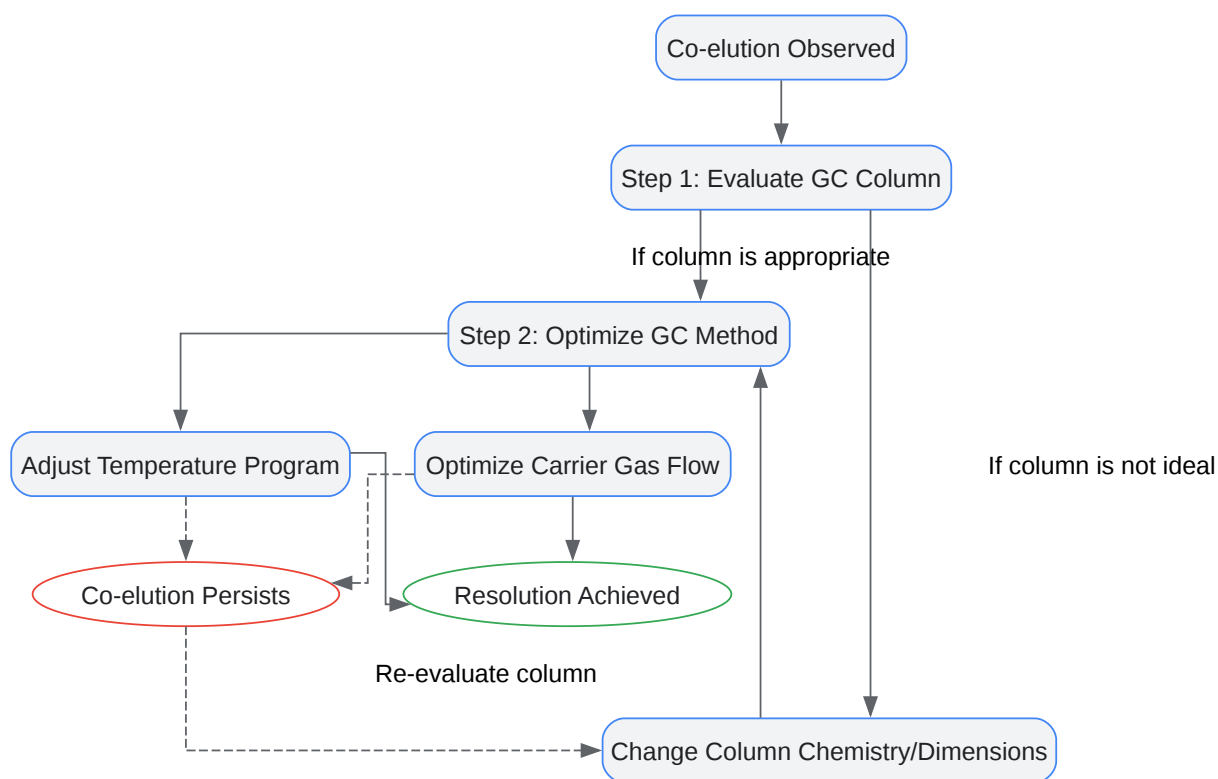 Co-elution Observed
Step 1: Evaluate GC Column
If column is appropriate
Step 2: Optimize GC Method
Adjust Temperature Program
Optimize Carrier Gas Flow
If column is not ideal
Co-elution Persists
Resolution Achieved
Re-evaluate column
Change Column Chemistry/Dimensions